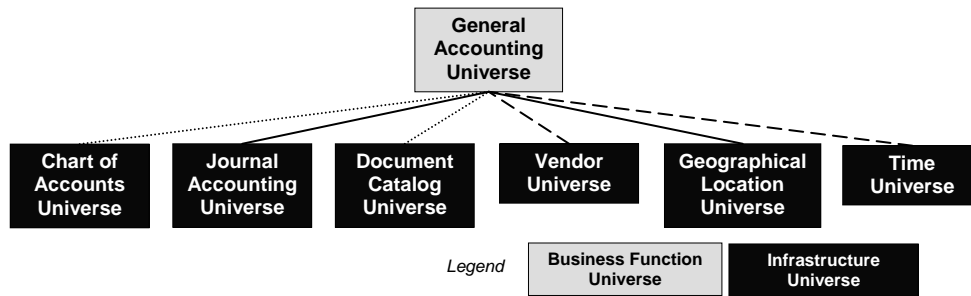 General
Accounting
Universe
Chart of
Accounts
Universe
Journal
Accounting
Universe
Document
Catalog
Universe
Vendor
Universe
Geographical
Location
Universe
Time
Universe
Legend
Business Function
Universe
Infrastructure
Universe